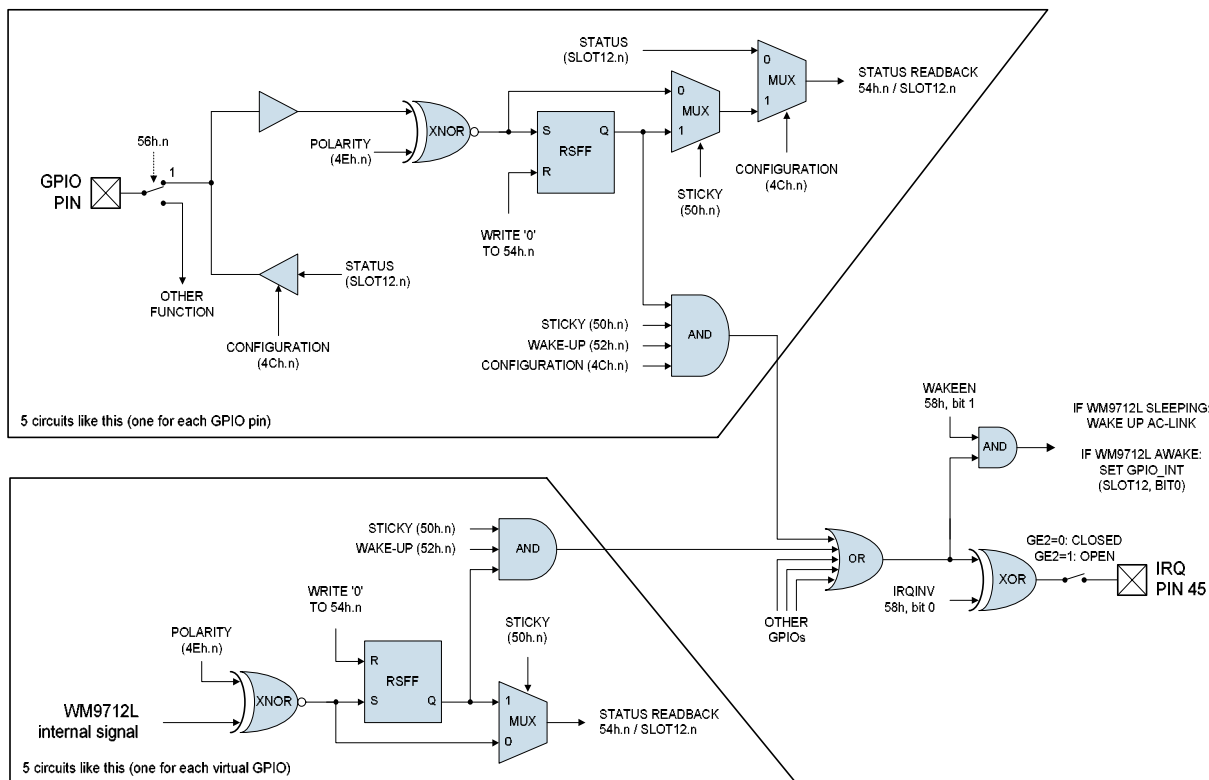 STATUS
(SLOT12.n)
0
MUX
1
STATUS READBACK
54h.n / SLOT12.n
0
MUX
1
XNOR
POLARITY
(4Eh.n)
S
Q
RSFF
R
56h.n
1
GPIO
PIN
CONFIGURATION
(4Ch.n)
STICKY
(50h.n)
WRITE '0'
TO 54h.n
STATUS
(SLOT12.n)
OTHER
FUNCTION
CONFIGURATION
(4Ch.n)
STICKY (50h.n)
WAKE-UP (52h.n)
CONFIGURATION (4Ch.n)
AND
5 circuits like this (one for each GPIO pin)
WAKEEN
58h, bit 1
AND
IF WM9712L SLEEPING:
WAKE UP AC-LINK
IF WM9712L AWAKE:
SET GPIO_INT
(SLOT12, BIT0)
STICKY (50h.n)
WAKE-UP (52h.n)
AND
OR
GE2=0: CLOSED
GE2=1: OPEN
IRQINV
58h, bit 0
XOR
IRQ
PIN 45
OTHER
GPIOs
WRITE '0'
TO 54h.n
STICKY
(50h.n)
POLARITY
(4Eh.n)
R
RSFF
S
Q
XNOR
1
MUX
0
STATUS READBACK
54h.n / SLOT12.n
WM9712L
internal signal
5 circuits like this (one for each virtual GPIO)